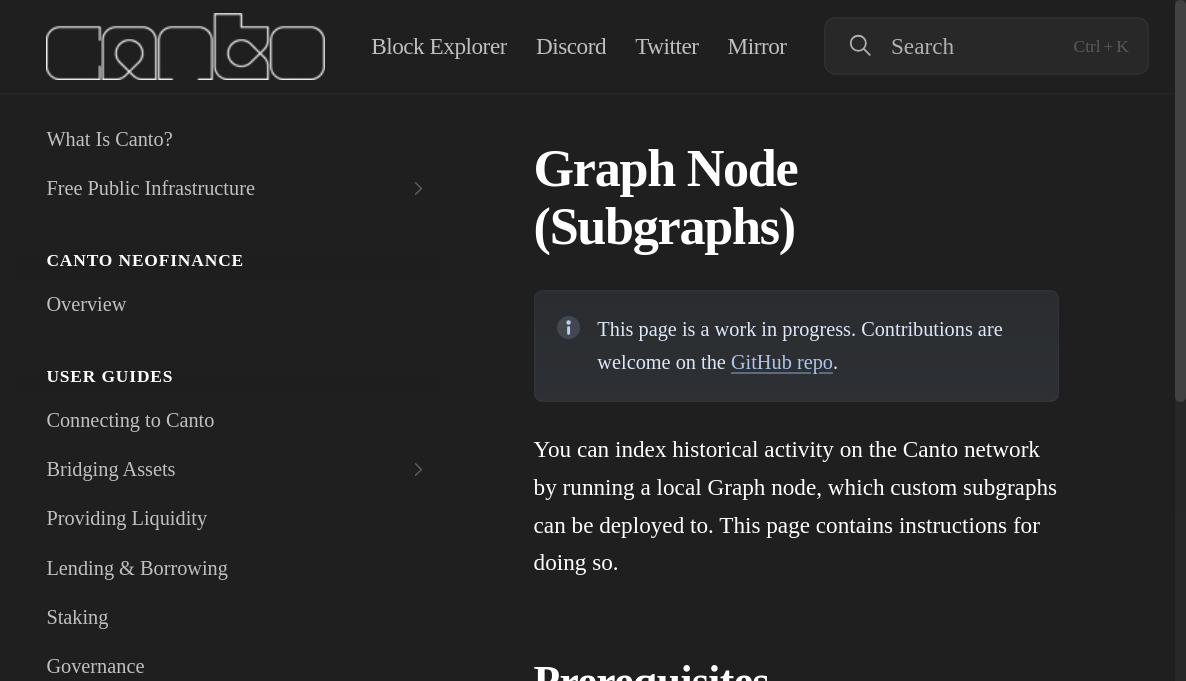 canto
Block Explorer
Discord
Twitter
Mirror
Search
Ctrl + K
What Is Canto?
Free Public Infrastructure
CANTO NEOFINANCE
Overview
USER GUIDES
Connecting to Canto
Bridging Assets
Providing Liquidity
Lending & Borrowing
Staking
Governance
Graph Node
(Subgraphs)
This page is a work in progress. Contributions are
welcome on the GitHub repo.
You can index historical activity on the Canto network
by running a local Graph node, which custom subgraphs
can be deployed to. This page contains instructions for
doing so.
Prerequisites